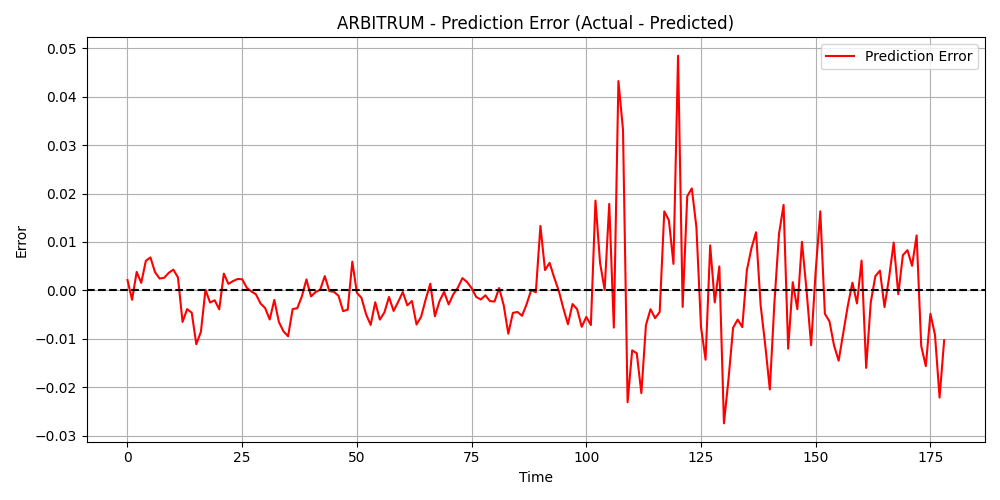 ARBITRUM - Prediction Error (Actual - Predicted)
Prediction Error
0.05
0.04
0.03
0.02
0.01
0.00
−0.01
−0.02
−0.03
Error
0 25 50 75 100 125 150 175
Time